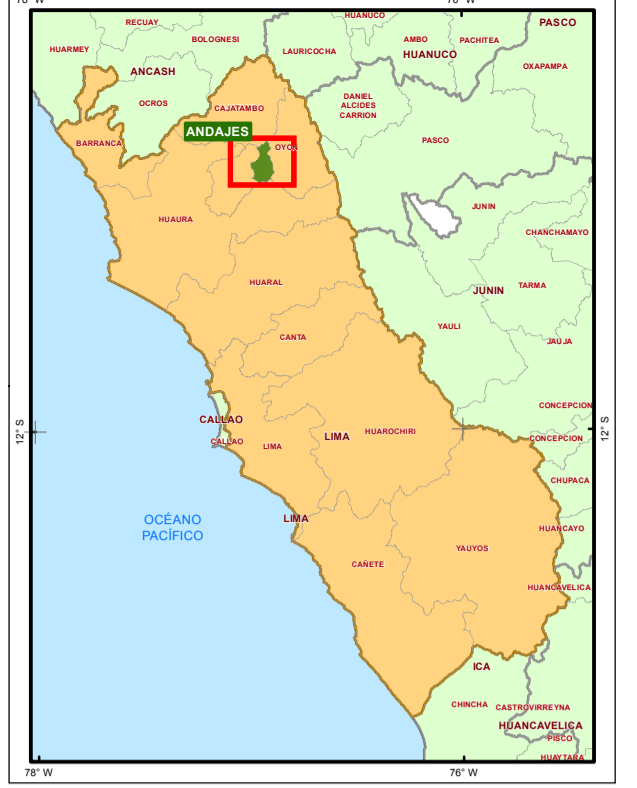 78° W
76° W
RECUAY
HUANUCO
PASCO
HUARMEY
BOLOGNESI
LAURICOCHA
AMBO
PACHITEA
HUANUCO
ANCASH
OXAPAMPA
OCROS
CAJATAMBO
DANIEL
ALCIDES
CARRION
ANDAJES
BARRANCA
OYON
PASCO
JUNIN
HUAURA
CHANCHAMAYO
HUARAL
JUNIN
TARMA
YAULI
CANTA
JAUJA
CONCEPCION
CALLAO
12° S
CALLAO
LIMA
LIMA
HUAROCHIRI
12° S
CONCEPCION
CHUPACA
OCÉANO
PACÍFICO
LIMA
HUANCAYO
YAUYOS
CAÑETE
HUANCAVELICA
ICA
CHINCHA
CASTROVIRREYNA
HUANCAVELICA
PISCO
HUAYTARA
78° W
76° W